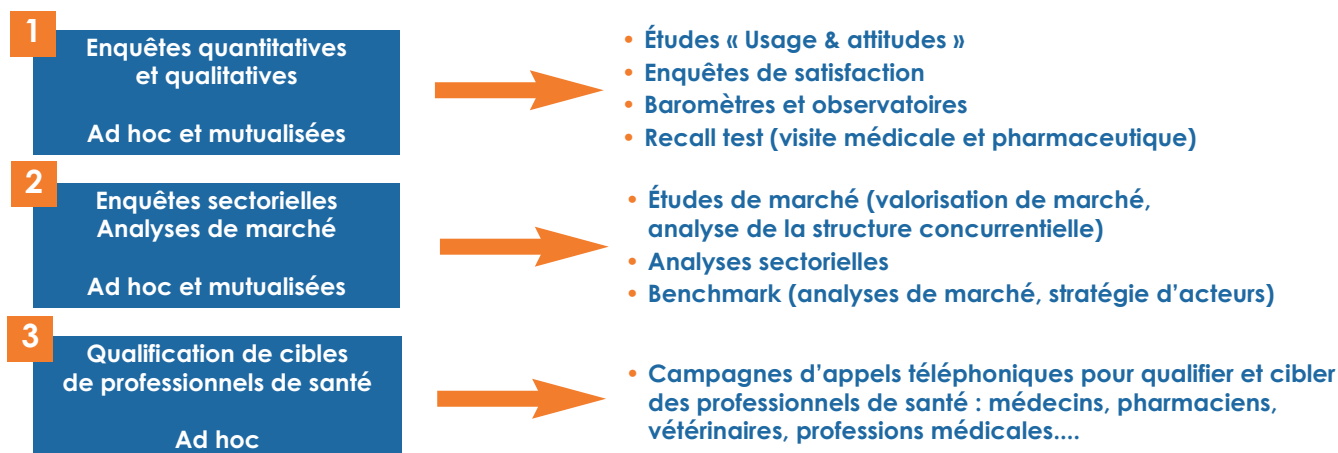 1
Enquêtes quantitatives
et qualitatives
Ad hoc et mutualisées
• Études « Usage & attitudes »
• Enquêtes de satisfaction
• Baromètres et observatoires
• Recall test (visite médicale et pharmaceutique)
2
Enquêtes sectorielles
Analyses de marché
Ad hoc et mutualisées
• Études de marché (valorisation de marché,
analyse de la structure concurrentielle)
• Analyses sectorielles
• Benchmark (analyses de marché, stratégie d’acteurs)
3
Qualification de cibles
de professionnels de santé
Ad hoc
• Campagnes d’appels téléphoniques pour qualifier et cibler
des professionnels de santé : médecins, pharmaciens,
vétérinaires, professions médicales....